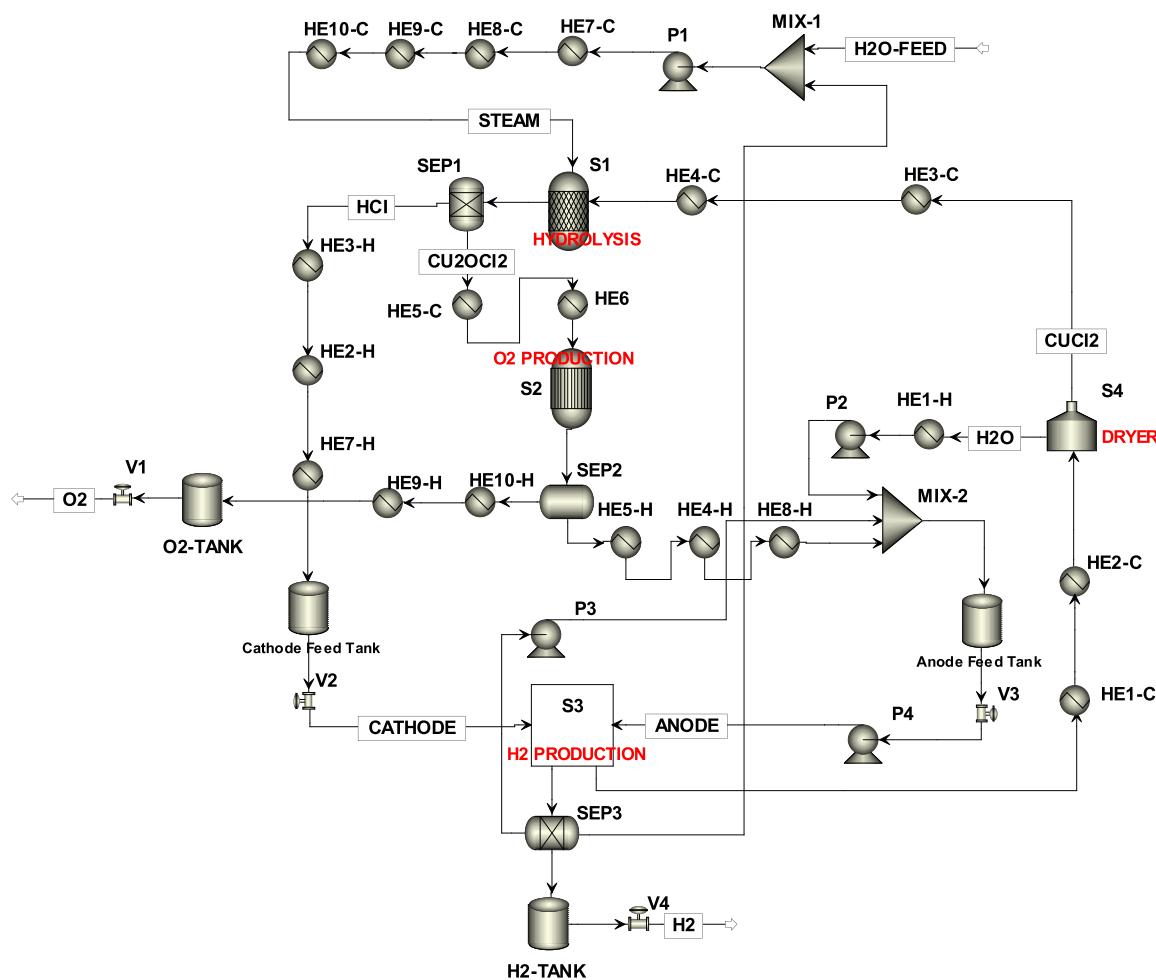 MIX-1
HE10-C
HE9-C
HE8-C
HE7-C
P1
H2O-FEED
STEAM
SEP1
S1
HE4-C
HE3-C
HCl
HYDROLYSIS
HE3-H
CU2OCl2
HE5-C
HE6
HE2-H
O2 PRODUCTION
CUCl2
S2
S4
P2
HE1-H
H2O
DRYER
HE7-H
V1
SEP2
O2
HE9-H
HE10-H
MIX-2
HE5-H
HE4-H
HE8-H
O2-TANK
HE2-C
P3
Cathode Feed Tank
Anode Feed Tank
V2
V3
HE1-C
S3
P4
CATHODE
ANODE
H2 PRODUCTION
SEP3
V4
H2
H2-TANK